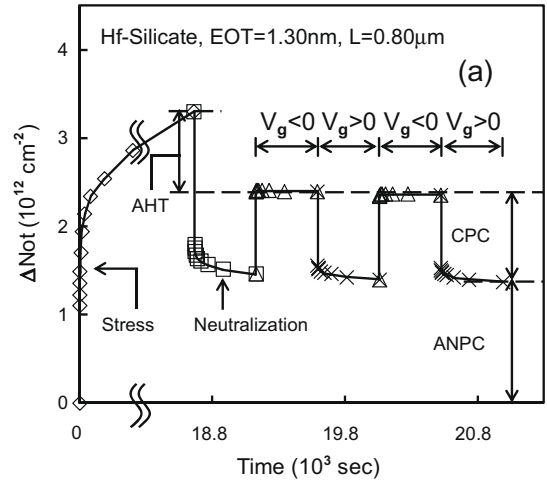 Hf-Silicate, EOT=1.30nm, L=0.80μm
(a)
Vg<0 Vg>0 Vg<0 Vg>0
AHT
CPC
Stress
Neutralization
ANPC
ΔNot (10¹² cm⁻²)
4
3
2
1
0
0 18.8 19.8 20.8
Time (10³ sec)